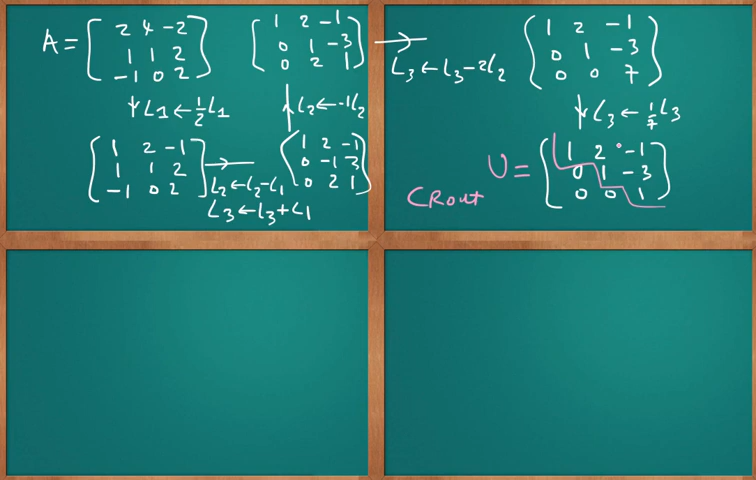 A = [ 2 4 -2
1 1 2
-1 0 2 ]
↓ L1 ← 1/2 L1
[ 1 2 -1
1 1 2
-1 0 2 ]
→
L2 ← L2 - L1
L3 ← L3 + L1
[ 1 2 -1
0 -1 3
0 2 1 ]
↑ L2 ← -1L2
[ 1 2 -1
0 1 -3
0 2 1 ]
→
L3 ← L3 - 2L2
[ 1 2 -1
0 1 -3
0 0 7 ]
↓ L3 ← 1/7 L3
U = [ 1 2 -1
0 1 -3
0 0 1 ]
CRout